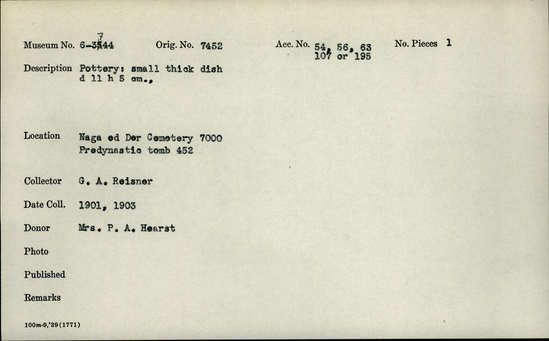 Museum No. 6-3744 Orig. No. 7452 Acc. No. 54, 56, 63 No. Pieces 1
107 or 195
Description Pottery: small thick dish
d 11 h 5 cm.,
Location Naga ed Der Cemetery 7000
Predynastic tomb 452
Collector G. A. Reisner
Date Coll. 1901, 1903
Donor Mrs. P. A. Hearst
Photo
Published
Remarks
100m-9,'29(1771)